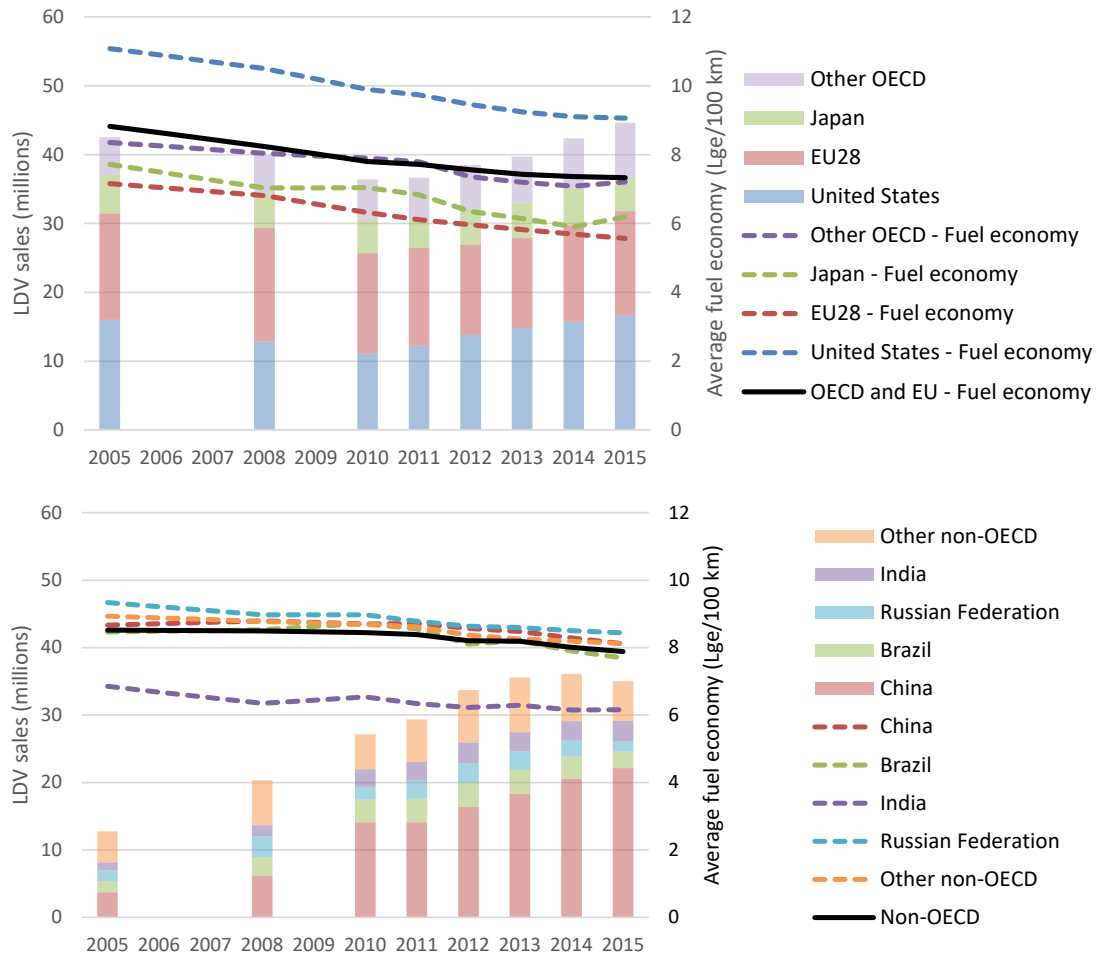 60
50
40
30
20
10
0
LDV sales (millions)
12
10
8
6
4
2
0
Average fuel economy (Lge/100 km)
2005 2006 2007 2008 2009 2010 2011 2012 2013 2014 2015
Other OECD
Japan
EU28
United States
Other OECD - Fuel economy
Japan - Fuel economy
EU28 - Fuel economy
United States - Fuel economy
OECD and EU - Fuel economy
60
50
40
30
20
10
0
LDV sales (millions)
12
10
8
6
4
2
0
Average fuel economy (Lge/100 km)
2005 2006 2007 2008 2009 2010 2011 2012 2013 2014 2015
Other non-OECD
India
Russian Federation
Brazil
China
China
Brazil
India
Russian Federation
Other non-OECD
Non-OECD